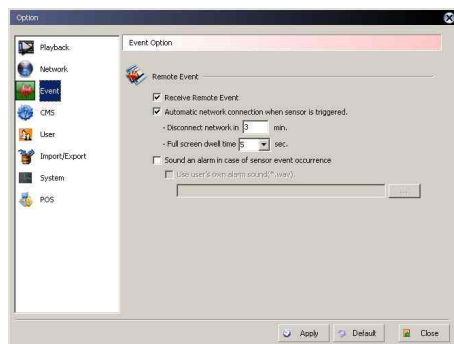 Option
Playback
Network
Event
CMS
User
Import/Export
System
POS
Event Option
Remote Event
Receive Remote Event
Automatic network connection when sensor is triggered.
- Disconnect network in 3 min.
- Full screen dwell time 5 sec.
Sound an alarm in case of sensor event occurrence
Use user's own alarm sound(*.wav).
...
Apply Default Close